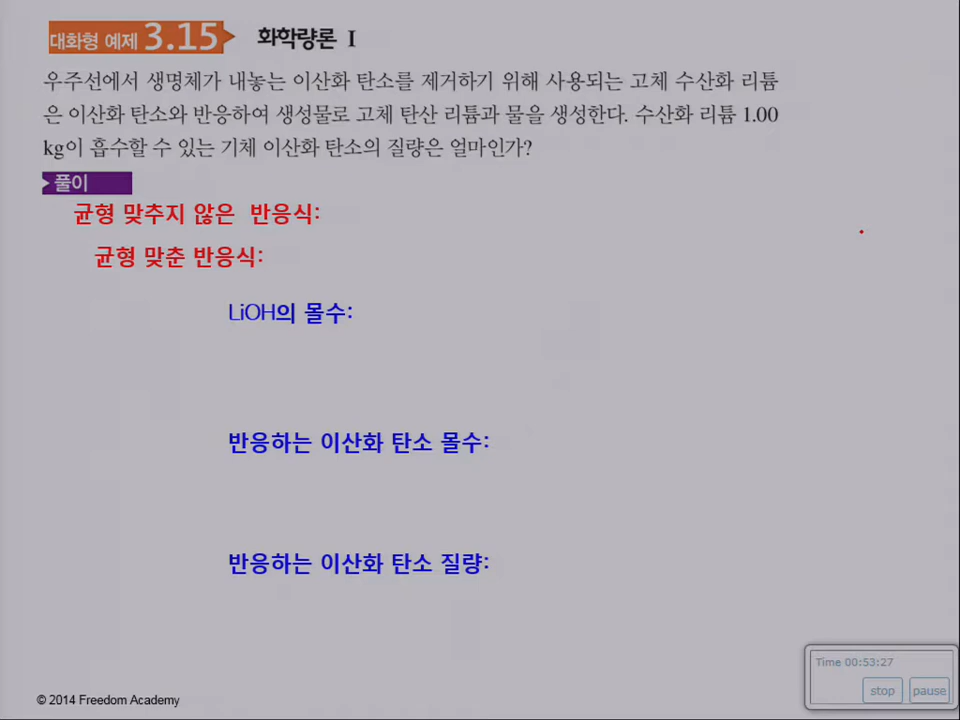 대화형 예제 3.15 화학량론 I
우주선에서 생명체가 내놓는 이산화 탄소를 제거하기 위해 사용되는 고체 수산화 리튬
은 이산화 탄소와 반응하여 생성물로 고체 탄산 리튬과 물을 생성한다. 수산화 리튬 1.00
kg이 흡수할 수 있는 기체 이산화 탄소의 질량은 얼마인가?
풀이
균형 맞추지 않은 반응식:
균형 맞춘 반응식:
LiOH의 몰수:
반응하는 이산화 탄소 몰수:
반응하는 이산화 탄소 질량:
Time 00:53:27
stop pause
© 2014 Freedom Academy